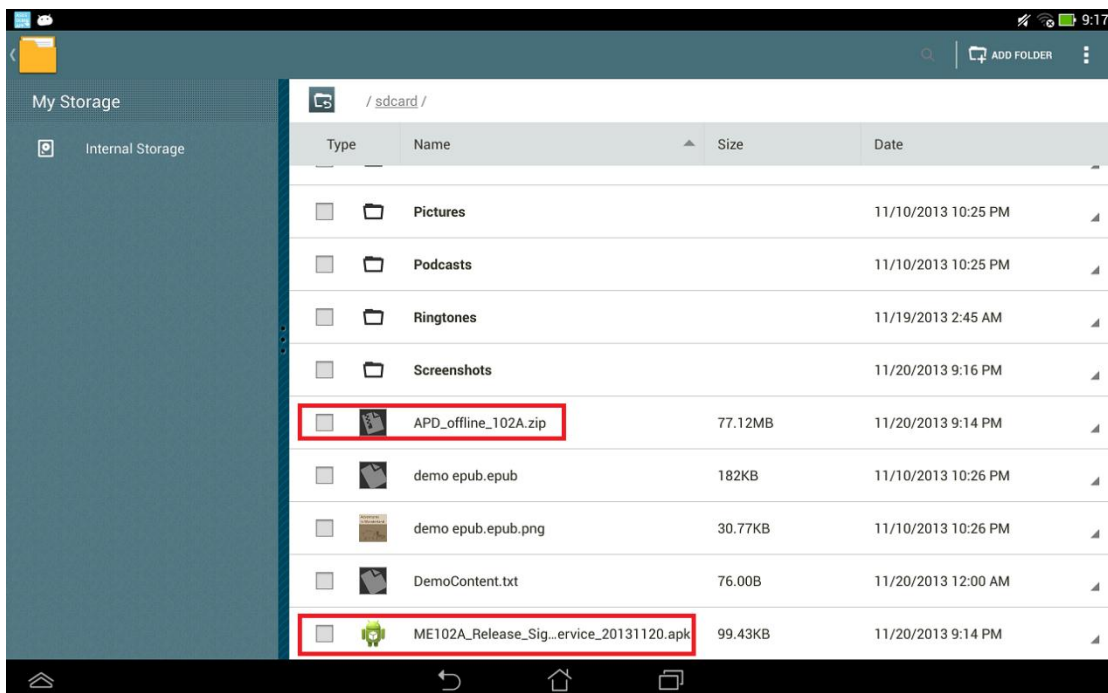 9:17
ADD FOLDER
My Storage
/ sdcard /
Internal Storage
Type Name Size Date
Pictures 11/10/2013 10:25 PM
Podcasts 11/10/2013 10:25 PM
Ringtones 11/19/2013 2:45 AM
Screenshots 11/20/2013 9:16 PM
APD_offline_102A.zip 77.12MB 11/20/2013 9:14 PM
demo epub.epub 182KB 11/10/2013 10:26 PM
demo epub.epub.png 30.77KB 11/10/2013 10:26 PM
DemoContent.txt 76.00B 11/20/2013 12:00 AM
ME102A_Release_Sig...ervice_20131120.apk 99.43KB 11/20/2013 9:14 PM